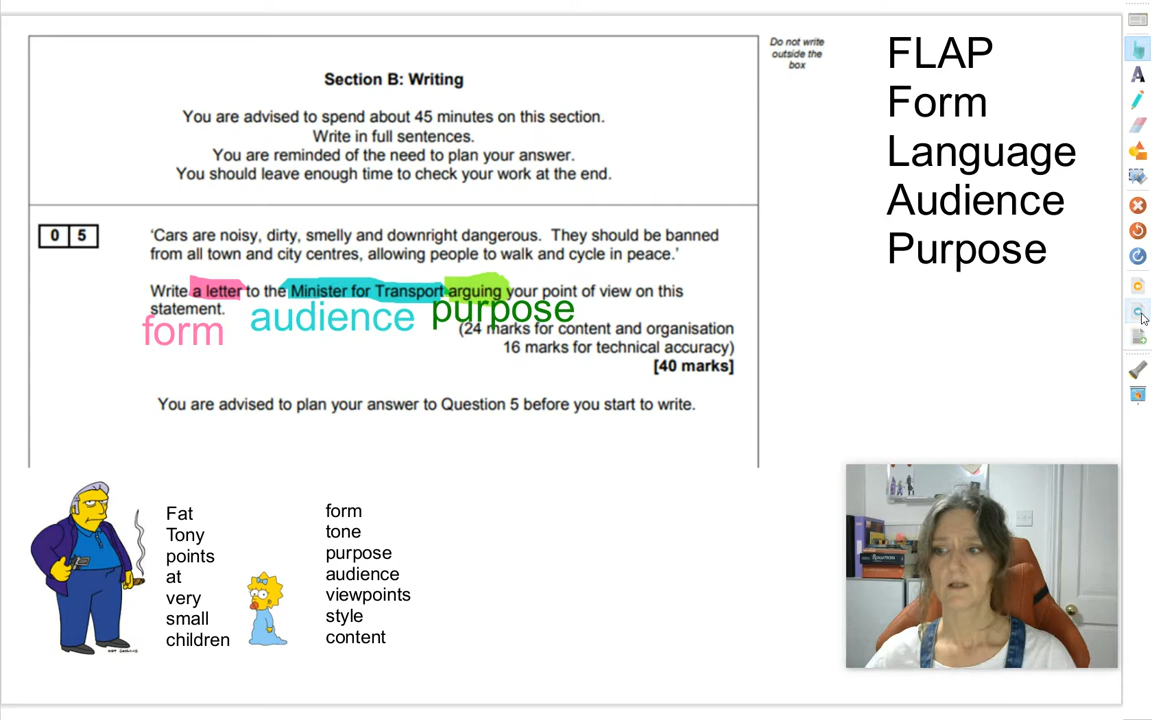 Section B: Writing
Do not write
outside the
box
You are advised to spend about 45 minutes on this section.
Write in full sentences.
You are reminded of the need to plan your answer.
You should leave enough time to check your work at the end.
0 5
‘Cars are noisy, dirty, smelly and downright dangerous. They should be banned
from all town and city centres, allowing people to walk and cycle in peace.’
Write a letter to the Minister for Transport arguing your point of view on this
statement.
form
audience
purpose
(24 marks for content and organisation
16 marks for technical accuracy)
[40 marks]
You are advised to plan your answer to Question 5 before you start to write.
FLAP
Form
Language
Audience
Purpose
Fat
Tony
points
at
very
small
children
form
tone
purpose
audience
viewpoints
style
content